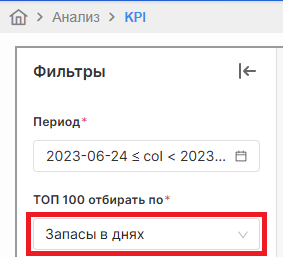 Анализ > KPI
Фильтры
Период*
2023-06-24 ≤ col < 2023...
ТОП 100 отбирать по*
Запасы в днях